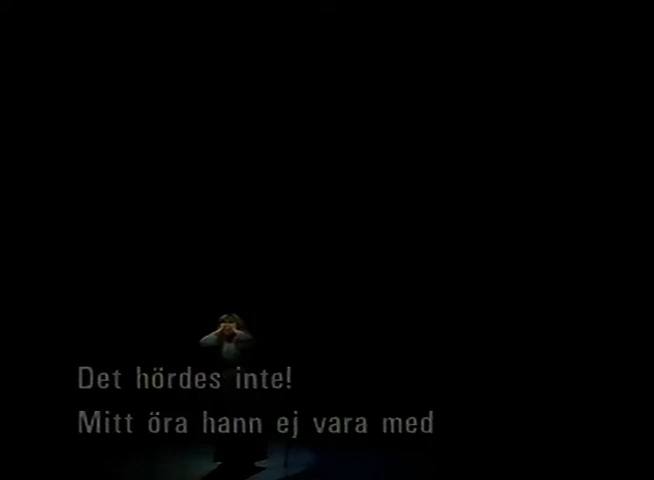 Det hördes inte!
Mitt öra hann ej vara med